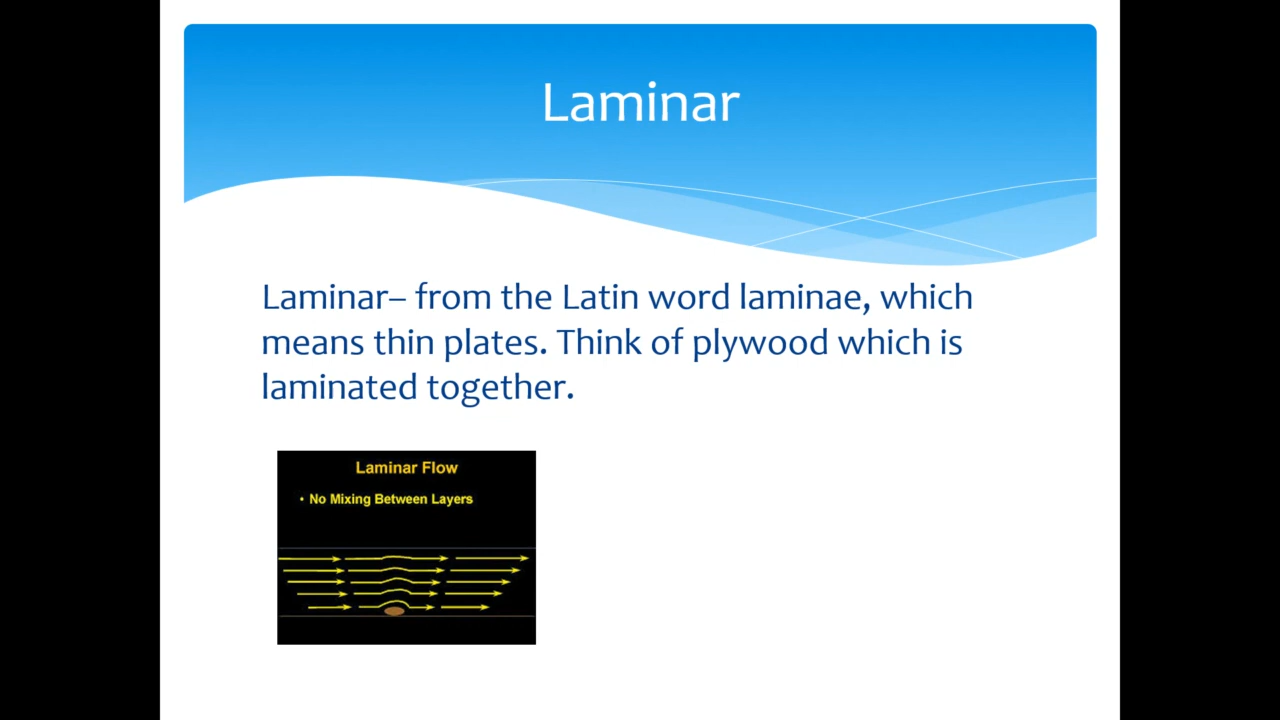 Laminar
Laminar– from the Latin word laminae, which
means thin plates. Think of plywood which is
laminated together.
Laminar Flow
• No Mixing Between Layers